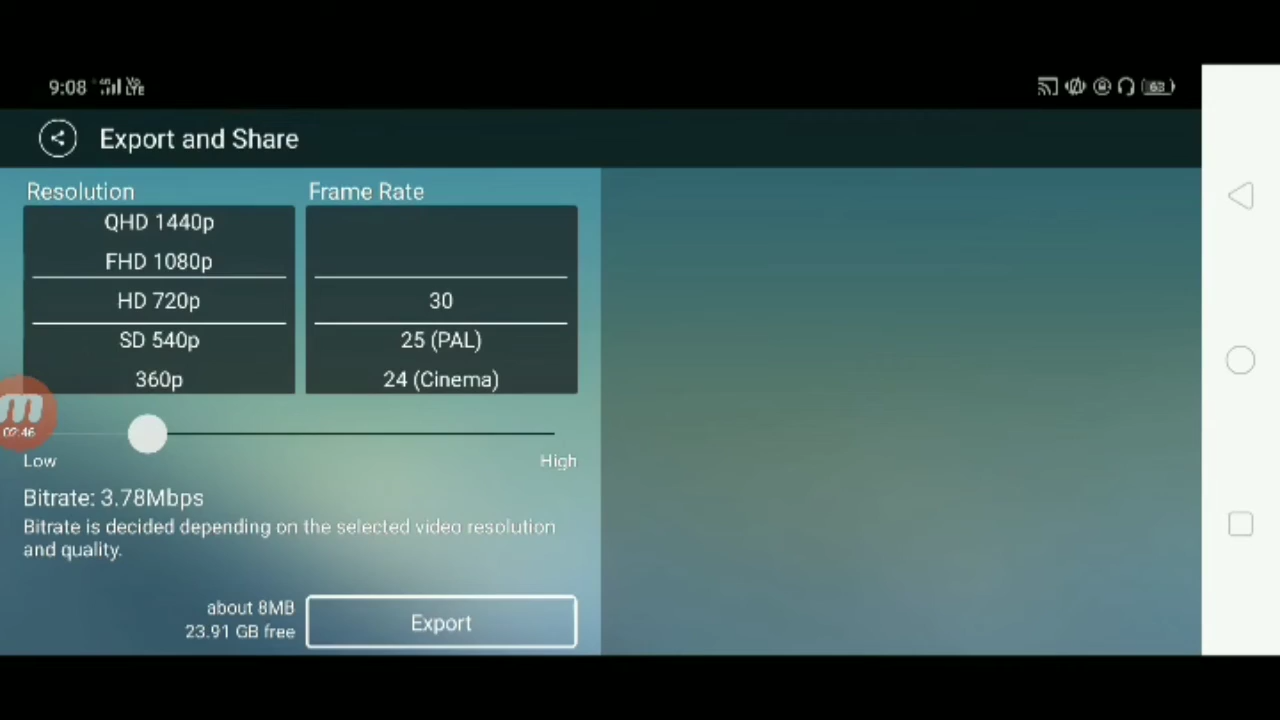 9:08
Export and Share
Resolution
Frame Rate
QHD 1440p
FHD 1080p
HD 720p
SD 540p
360p
30
25 (PAL)
24 (Cinema)
02:46
Low
High
Bitrate: 3.78Mbps
Bitrate is decided depending on the selected video resolution
and quality.
about 8MB
23.91 GB free
Export